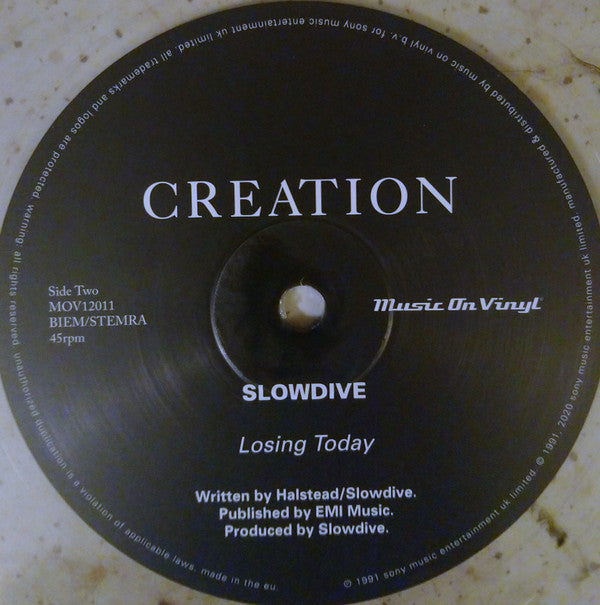 CREATION
Side Two
MOV12011
BIEM/STEMRA
45rpm
Music On Vinyl
SLOWDIVE
Losing Today
Written by Halstead/Slowdive.
Published by EMI Music.
Produced by Slowdive.
℗ 1991 sony music entertainment uk limited. © 1991, 2020 sony music entertainment uk limited. manufactured & distributed by music on vinyl b.v. for sony music entertainment uk limited. all trademarks and logos are protected. warning: all rights reserved. unauthorized duplication is a violation of applicable laws. made in the eu.